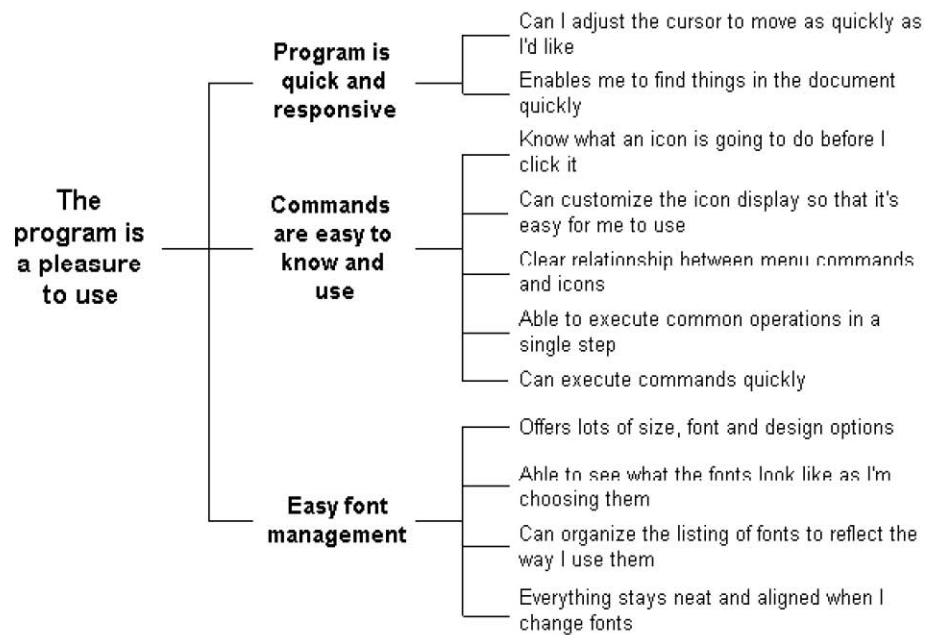 The
program is
a pleasure
to use
Program is
quick and
responsive
Can I adjust the cursor to move as quickly as
I'd like
Enables me to find things in the document
quickly
Commands
are easy to
know and
use
Know what an icon is going to do before I
click it
Can customize the icon display so that it's
easy for me to use
Clear relationship between menu commands
and icons
Able to execute common operations in a
single step
Can execute commands quickly
Easy font
management
Offers lots of size, font and design options
Able to see what the fonts look like as I'm
choosing them
Can organize the listing of fonts to reflect the
way I use them
Everything stays neat and aligned when I
change fonts